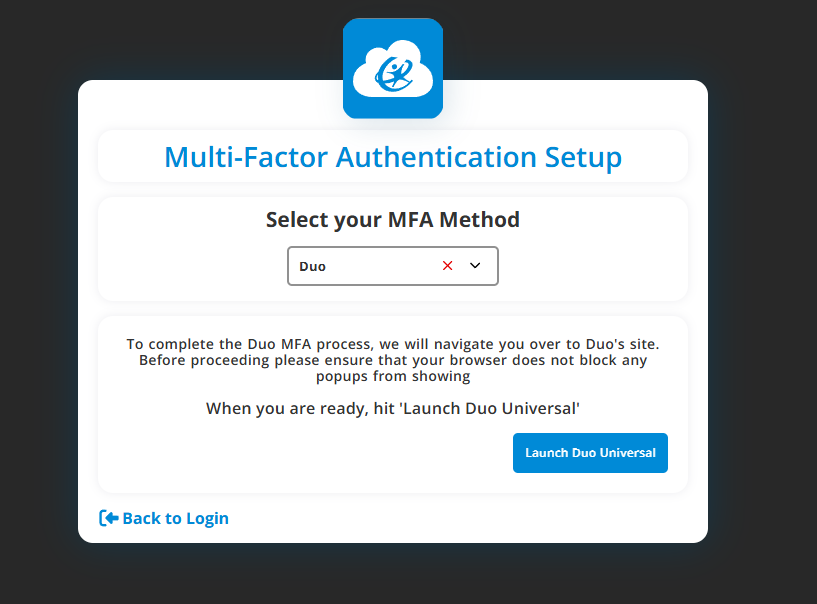 Multi-Factor Authentication Setup
Select your MFA Method
Duo
To complete the Duo MFA process, we will navigate you over to Duo's site.
Before proceeding please ensure that your browser does not block any
popups from showing
When you are ready, hit 'Launch Duo Universal'
Launch Duo Universal
Back to Login